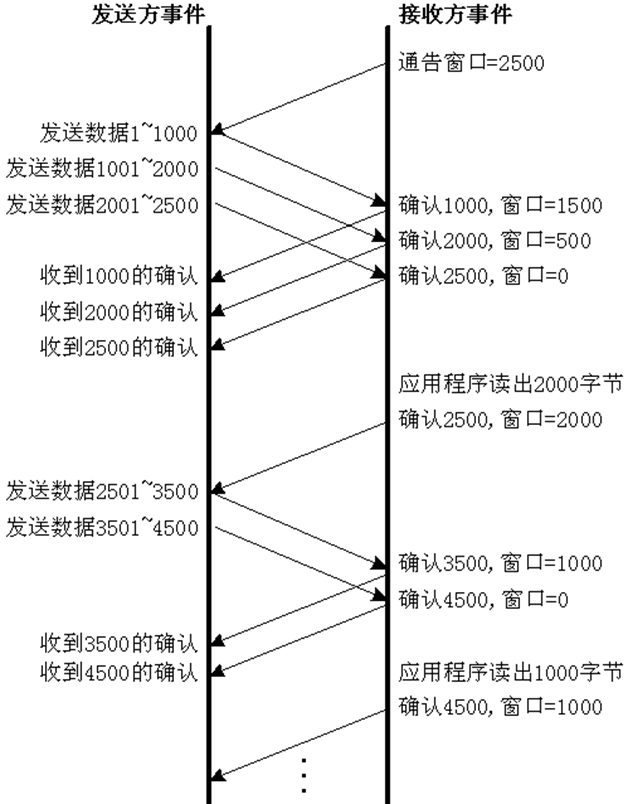 发送方事件 接收方事件
通告窗口=2500
发送数据1~1000
发送数据1001~2000
发送数据2001~2500
确认1000,窗口=1500
确认2000,窗口=500
确认2500,窗口=0
收到1000的确认
收到2000的确认
收到2500的确认
应用程序读出2000字节
确认2500,窗口=2000
发送数据2501~3500
发送数据3501~4500
确认3500,窗口=1000
确认4500,窗口=0
收到3500的确认
收到4500的确认
应用程序读出1000字节
确认4500,窗口=1000